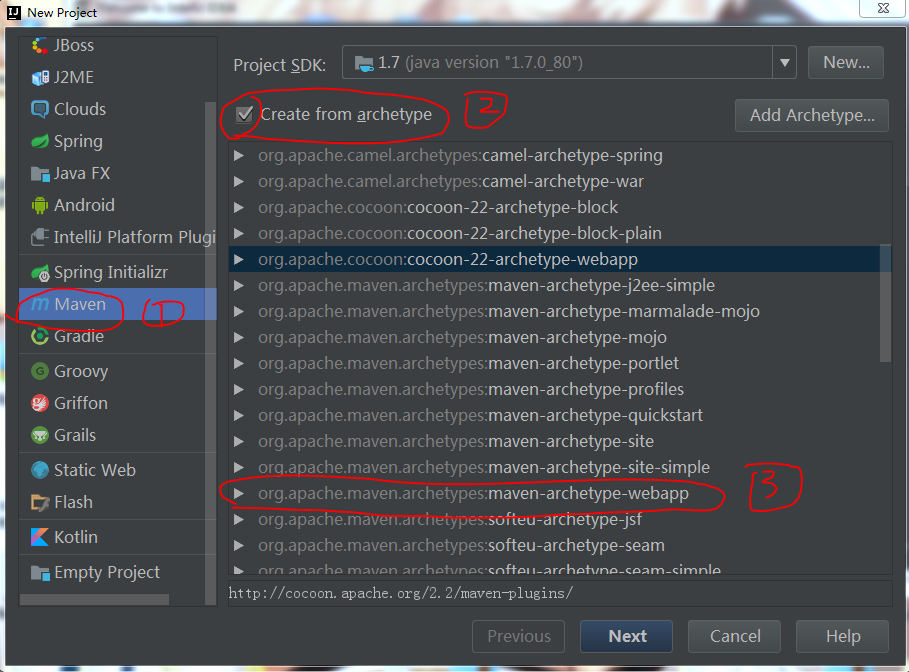 New Project
JBoss
J2ME
Clouds
Spring
Java FX
Android
IntelliJ Platform Plugi
Spring Initializr
Maven
1
Gradle
Groovy
Griffon
Grails
Static Web
Flash
Kotlin
Empty Project
Project SDK:
1.7 (java version "1.7.0_80")
New...
Create from archetype
2
Add Archetype...
org.apache.camel.archetypes:camel-archetype-spring
org.apache.camel.archetypes:camel-archetype-war
org.apache.cocoon:cocoon-22-archetype-block
org.apache.cocoon:cocoon-22-archetype-block-plain
org.apache.cocoon:cocoon-22-archetype-webapp
org.apache.maven.archetypes:maven-archetype-j2ee-simple
org.apache.maven.archetypes:maven-archetype-marmalade-mojo
org.apache.maven.archetypes:maven-archetype-mojo
org.apache.maven.archetypes:maven-archetype-portlet
org.apache.maven.archetypes:maven-archetype-profiles
org.apache.maven.archetypes:maven-archetype-quickstart
org.apache.maven.archetypes:maven-archetype-site
org.apache.maven.archetypes:maven-archetype-site-simple
org.apache.maven.archetypes:maven-archetype-webapp
3
org.apache.maven.archetypes:softeu-archetype-jsf
org.apache.maven.archetypes:softeu-archetype-seam
org.apache.maven.archetypes:softeu-archetype-seam-simple
http://cocoon.apache.org/2.2/maven-plugins/
Previous
Next
Cancel
Help